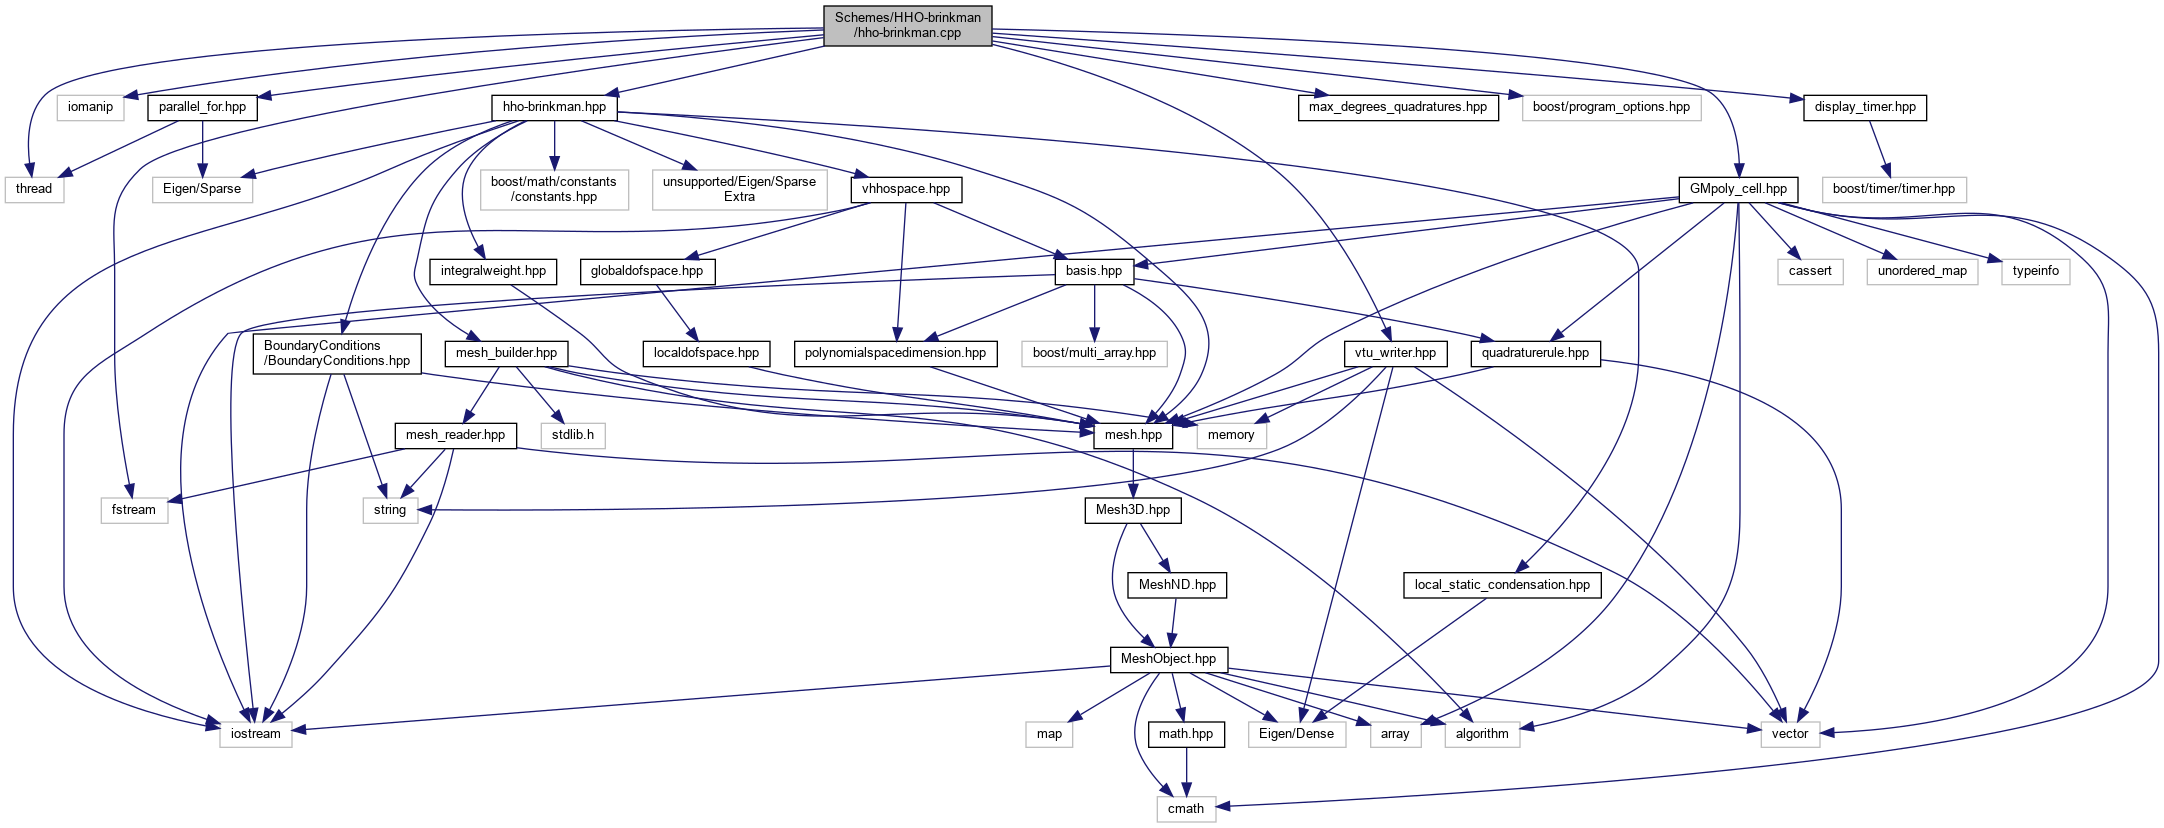 Schemes/HHO-brinkman
/hho-brinkman.cpp
iomanip
parallel_for.hpp
hho-brinkman.hpp
max_degrees_quadratures.hpp
boost/program_options.hpp
display_timer.hpp
thread
Eigen/Sparse
boost/math/constants
/constants.hpp
unsupported/Eigen/Sparse
Extra
vhhospace.hpp
GMpoly_cell.hpp
boost/timer/timer.hpp
integralweight.hpp
globaldofspace.hpp
basis.hpp
cassert
unordered_map
typeinfo
BoundaryConditions
/BoundaryConditions.hpp
mesh_builder.hpp
localdofspace.hpp
polynomialspacedimension.hpp
boost/multi_array.hpp
vtu_writer.hpp
quadraturerule.hpp
mesh_reader.hpp
stdlib.h
mesh.hpp
memory
fstream
string
Mesh3D.hpp
MeshND.hpp
local_static_condensation.hpp
MeshObject.hpp
iostream
map
math.hpp
Eigen/Dense
array
algorithm
vector
cmath